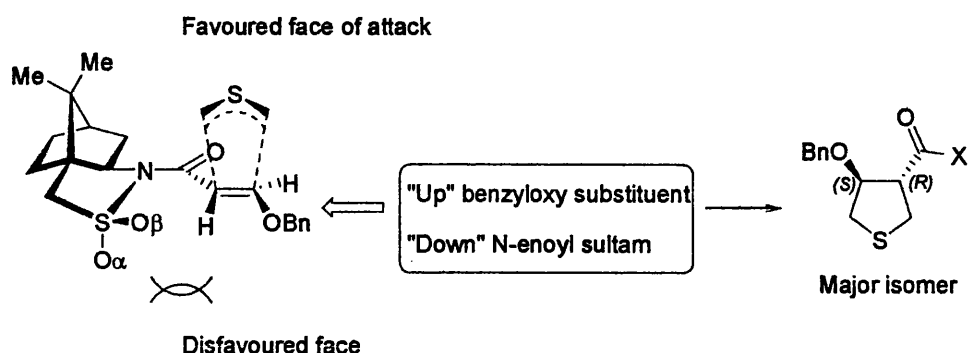 Favoured face of attack
Me
Me
S
O
N
H
H
OBn
S
Oβ
Oα
Disfavoured face
"Up" benzyloxy substituent
"Down" N-enoyl sultam
O
X
BnO
(S)
(R)
S
Major isomer